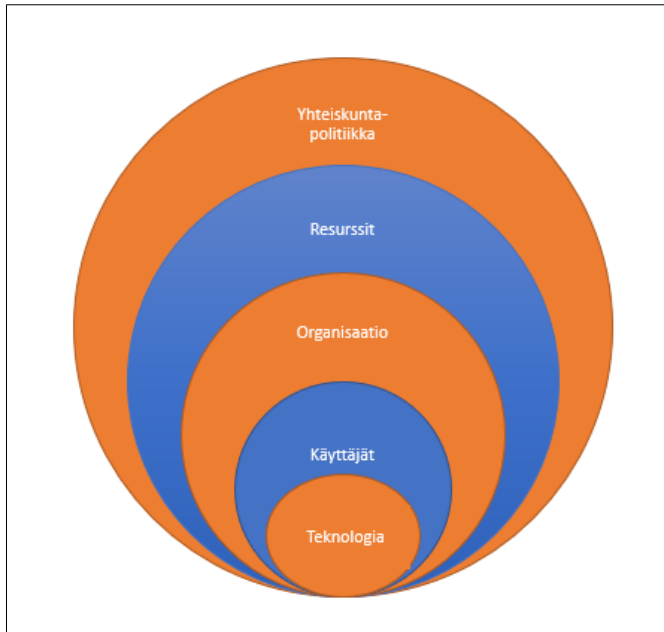 Yhteiskunta-
politiikka
Resurssit
Organisaatio
Käyttäjät
Teknologia